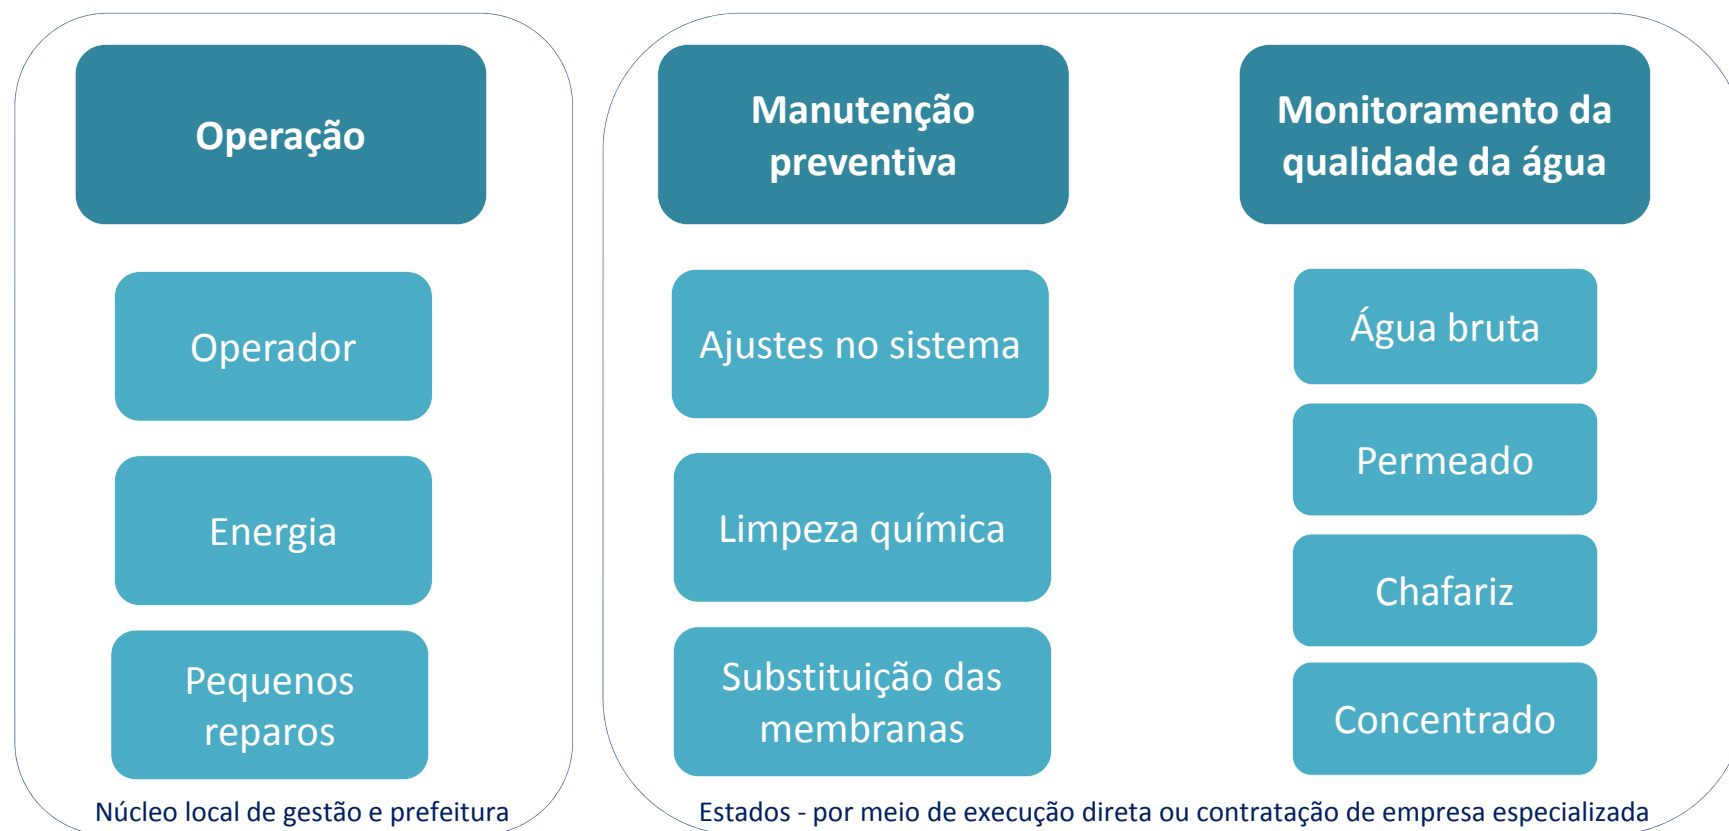 Operação
Operador
Energia
Pequenos
reparos
Núcleo local de gestão e prefeitura
Manutenção
preventiva
Ajustes no sistema
Limpeza química
Substituição das
membranas
Monitoramento da
qualidade da água
Água bruta
Permeado
Chafariz
Concentrado
Estados - por meio de execução direta ou contratação de empresa especializada